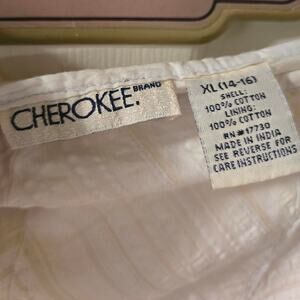 CHEROKEE. BRAND
XL (14-16)
SHELL:
100% COTTON
LINING:
100% COTTON
RN #17730
MADE IN INDIA
SEE REVERSE FOR
CARE INSTRUCTIONS